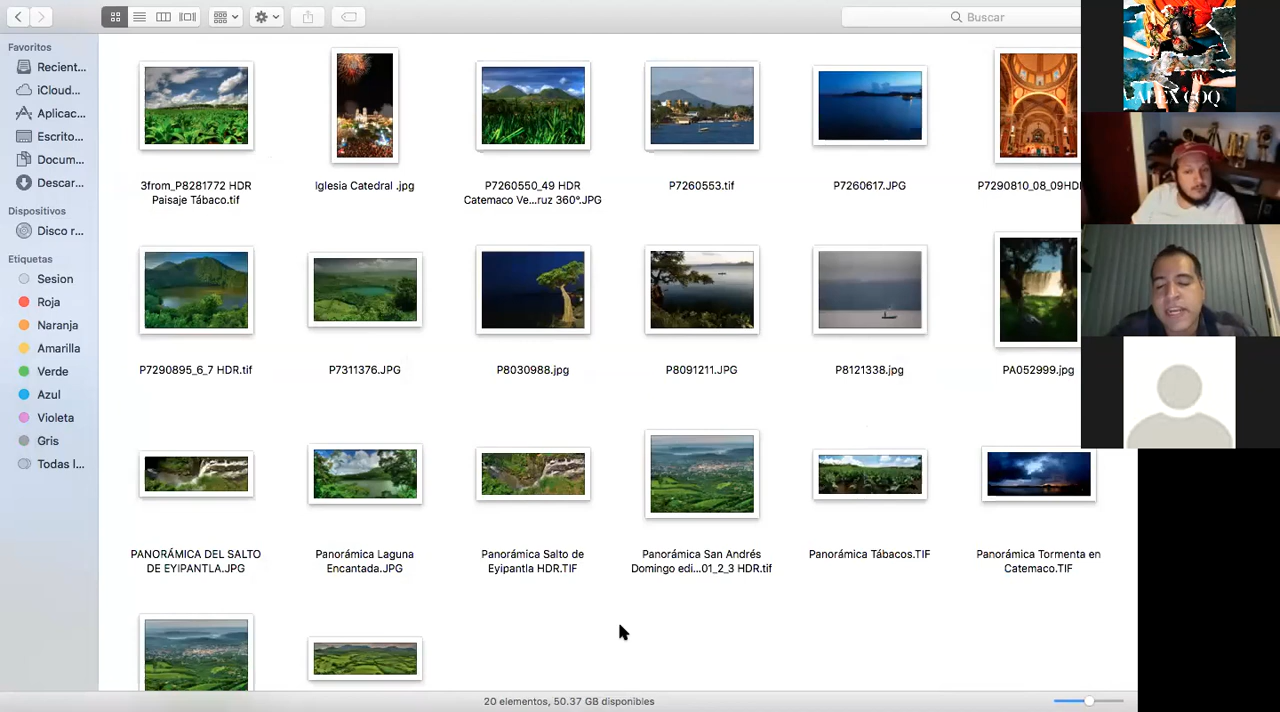 Buscar
Favoritos
Recient...
iCloud...
Aplicac...
Escrito...
Docum...
Descar...
Dispositivos
Disco r...
Etiquetas
Sesion
Roja
Naranja
Amarilla
Verde
Azul
Violeta
Gris
Todas l...
3from_P8281772 HDR
Paisaje Tábaco.tif
Iglesia Catedral .jpg
P7260550_49 HDR
Catemaco Ve...ruz 360°.JPG
P7260553.tif
P7260617.JPG
P7290810_08_09HD
P7290895_6_7 HDR.tif
P7311376.JPG
P8030988.jpg
P8091211.JPG
P8121338.jpg
PA052999.jpg
PANORÁMICA DEL SALTO
DE EYIPANTLA.JPG
Panorámica Laguna
Encantada.JPG
Panorámica Salto de
Eyipantla HDR.TIF
Panorámica San Andrés
Domingo edi...01_2_3 HDR.tif
Panorámica Tábacos.TIF
Panorámica Tormenta en
Catemaco.TIF
20 elementos, 50.37 GB disponibles
ALEX COQ